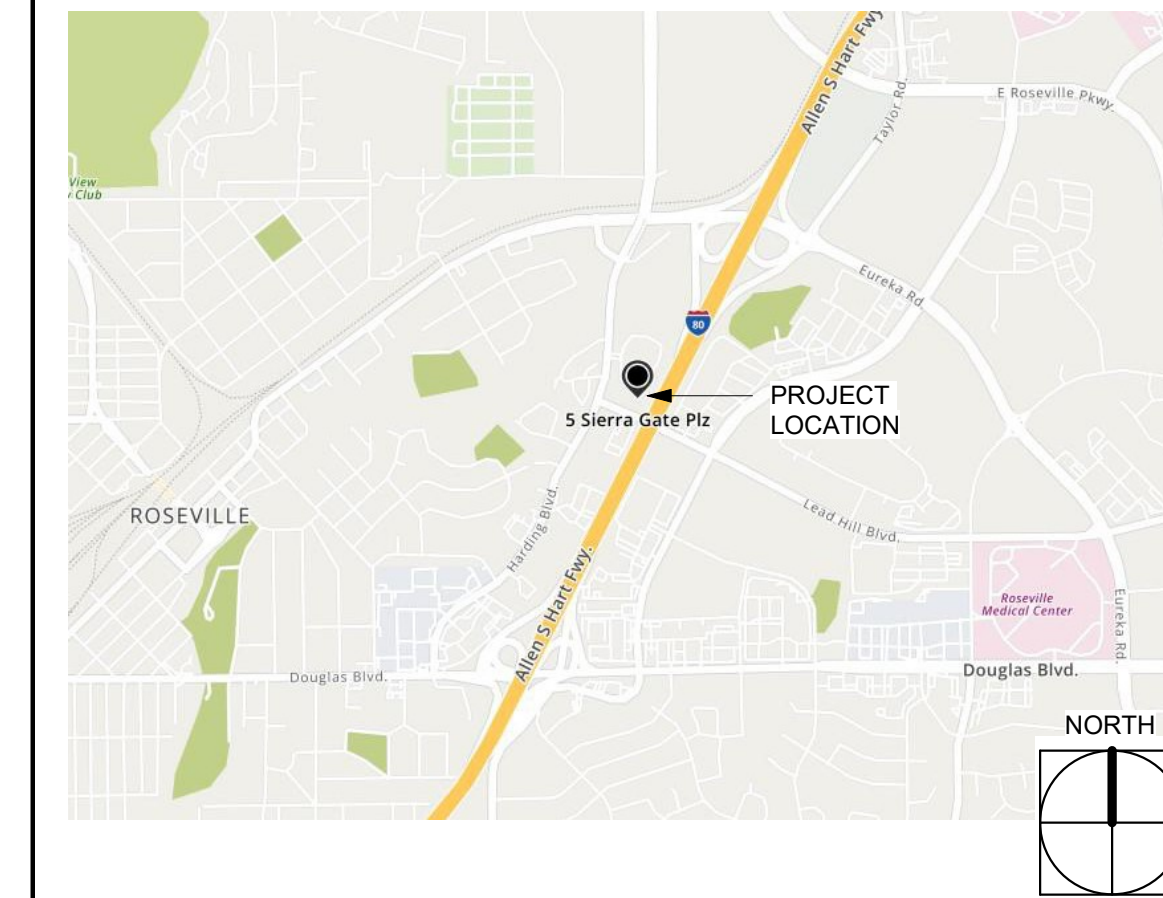 Allen S Hart Fwy
Taylor Rd.
E Roseville Pkwy.
View
Club
Eureka Rd.
80
PROJECT
LOCATION
5 Sierra Gate Plz
ROSEVILLE
Harding Blvd.
Lead Hill Blvd.
Allen S Hart Fwy.
Roseville
Medical Center
Eureka Rd.
Douglas Blvd.
Douglas Blvd.
NORTH